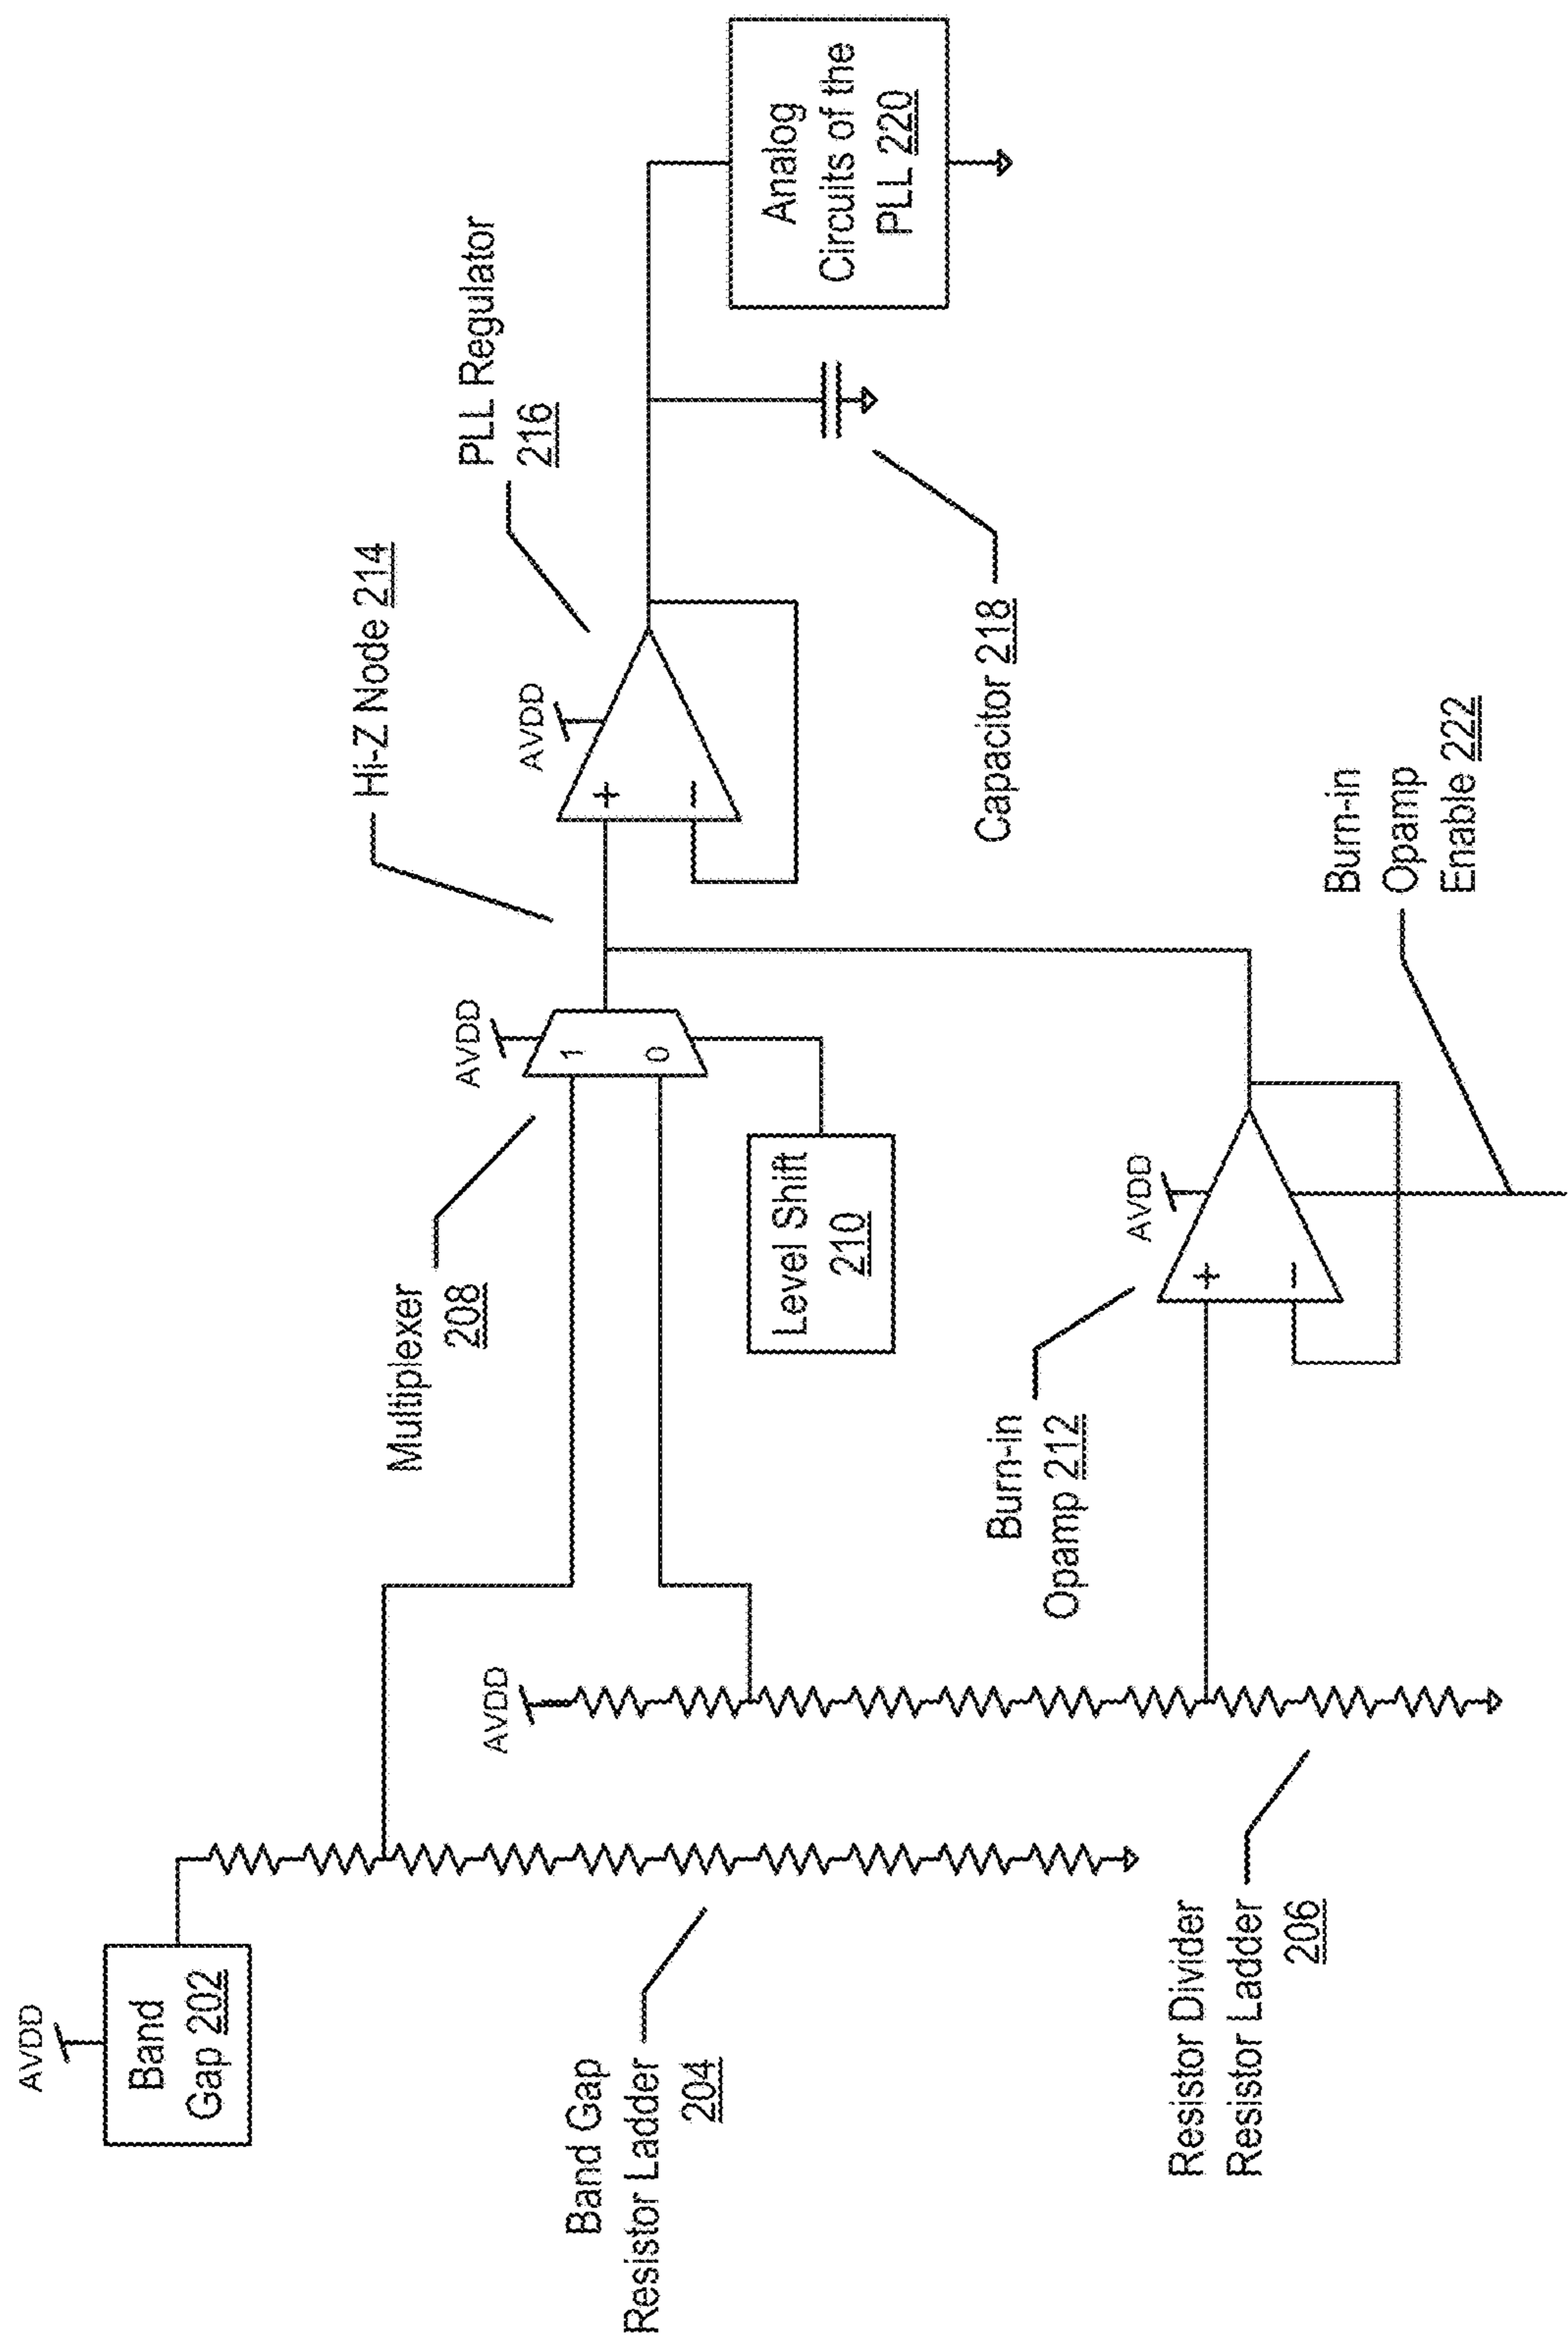 AVDD
Band
Gap 202
Band Gap
Resistor Ladder
204
AVDD
Resistor Divider
Resistor Ladder
206
Multiplexer
208
AVDD
1
0
Level Shift
210
Burn-in
Opamp 212
AVDD
+
−
Burn-in
Opamp
Enable 222
Hi-Z Node 214
AVDD
+
−
PLL Regulator
216
Capacitor 218
Analog
Circuits of the
PLL 220